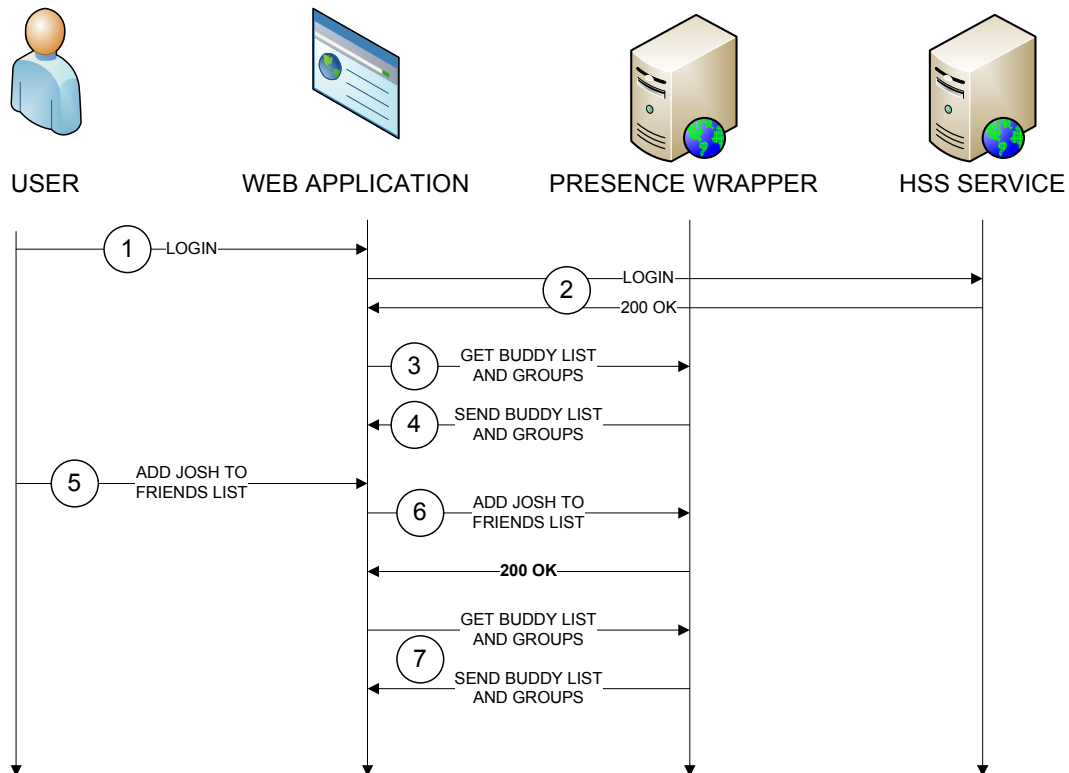 USER
WEB APPLICATION
PRESENCE WRAPPER
HSS SERVICE
1
LOGIN
LOGIN
2
200 OK
3
GET BUDDY LIST
AND GROUPS
4
SEND BUDDY LIST
AND GROUPS
5
ADD JOSH TO
FRIENDS LIST
6
ADD JOSH TO
FRIENDS LIST
200 OK
GET BUDDY LIST
AND GROUPS
7
SEND BUDDY LIST
AND GROUPS